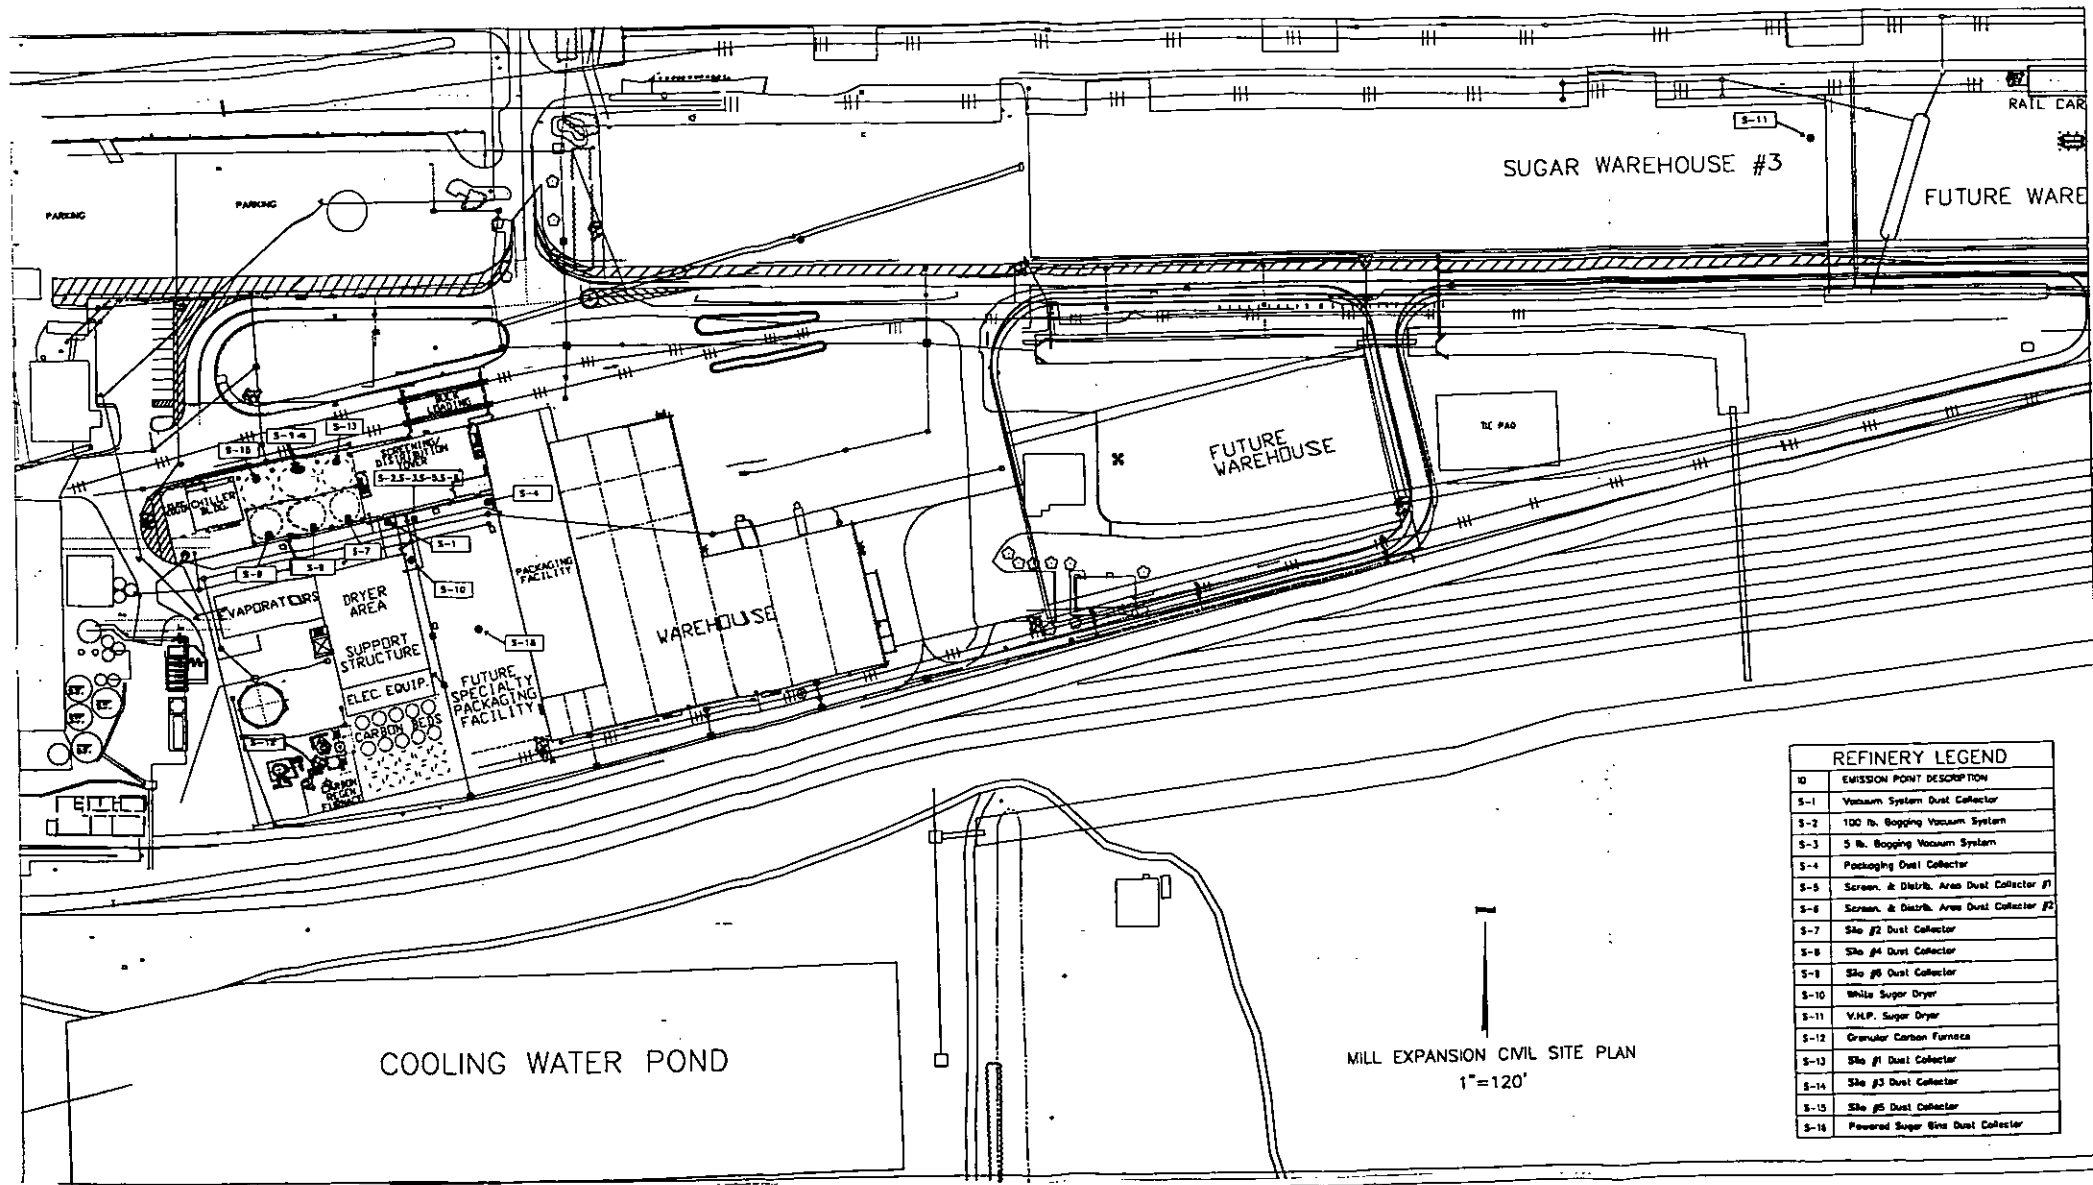 RAIL CAR
S-11
SUGAR WAREHOUSE #3
FUTURE WARE
PARKING
PARKING
LOADING
S-13
S-15
SCREENING/
DISTRIBUTION
TOWER
S-2,S-3,S-5,S-6
S-4
CHILLER
BLDG.
FUTURE
WAREHOUSE
S-7
S-1
S-9
S-8
S-10
PACKAGING
FACILITY
EVAPORATORS
DRYER
AREA
WAREHOUSE
SUPPORT
STRUCTURE
S-16
ELEC. EQUIP.
FUTURE
SPECIALTY
PACKAGING
FACILITY
CARBON BEDS
S-12
CARBON
REGEN
FURNACE
COOLING WATER POND
MILL EXPANSION CIVIL SITE PLAN
1"=120'
REFINERY LEGEND
ID EMISSION POINT DESCRIPTION
S-1 Vacuum System Dust Collector
S-2 100 lb. Bagging Vacuum System
S-3 5 lb. Bagging Vacuum System
S-4 Packaging Dust Collector
S-5 Screen. & Distrib. Area Dust Collector #1
S-6 Screen. & Distrib. Area Dust Collector #2
S-7 Silo #2 Dust Collector
S-8 Silo #4 Dust Collector
S-9 Silo #6 Dust Collector
S-10 White Sugar Dryer
S-11 V.H.P. Sugar Dryer
S-12 Granular Carbon Furnace
S-13 Silo #1 Dust Collector
S-14 Silo #3 Dust Collector
S-15 Silo #5 Dust Collector
S-16 Powered Sugar Bins Dust Collector